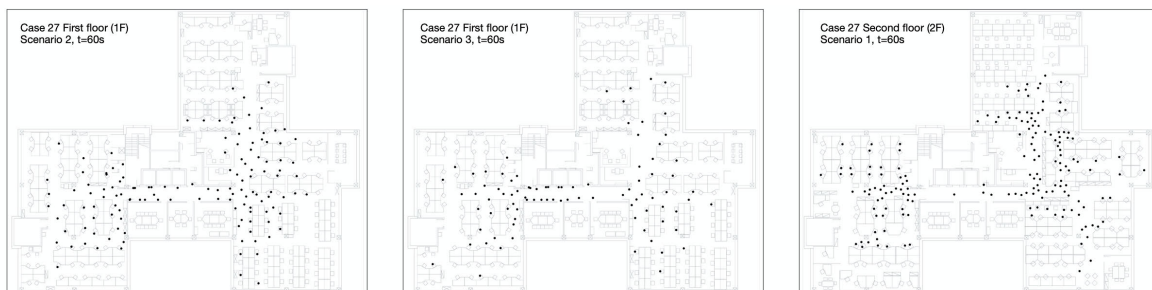 Case 27 First floor (1F)
Scenario 2, t=60s
Case 27 First floor (1F)
Scenario 3, t=60s
Case 27 Second floor (2F)
Scenario 1, t=60s